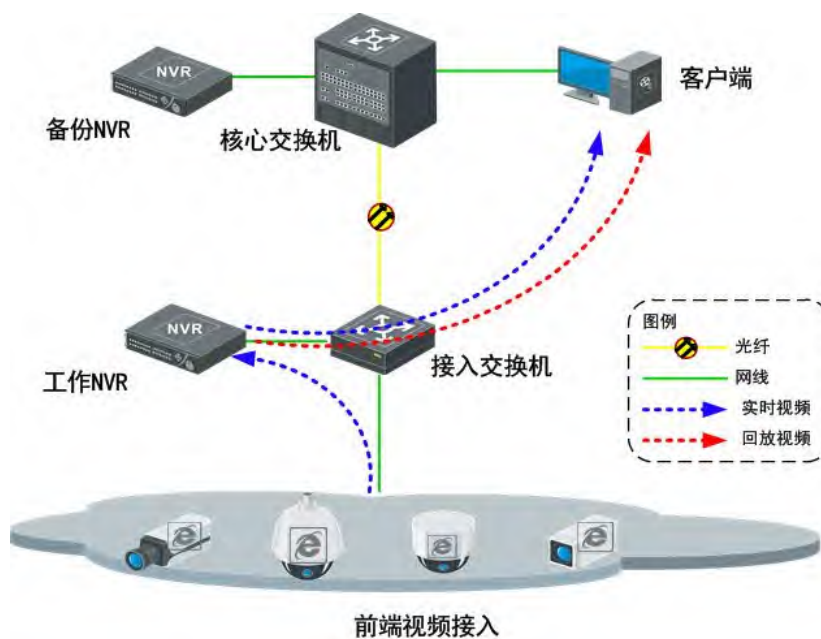 NVR
备份NVR
核心交换机
客户端
NVR
工作NVR
接入交换机
图例
光纤
网线
实时视频
回放视频
前端视频接入